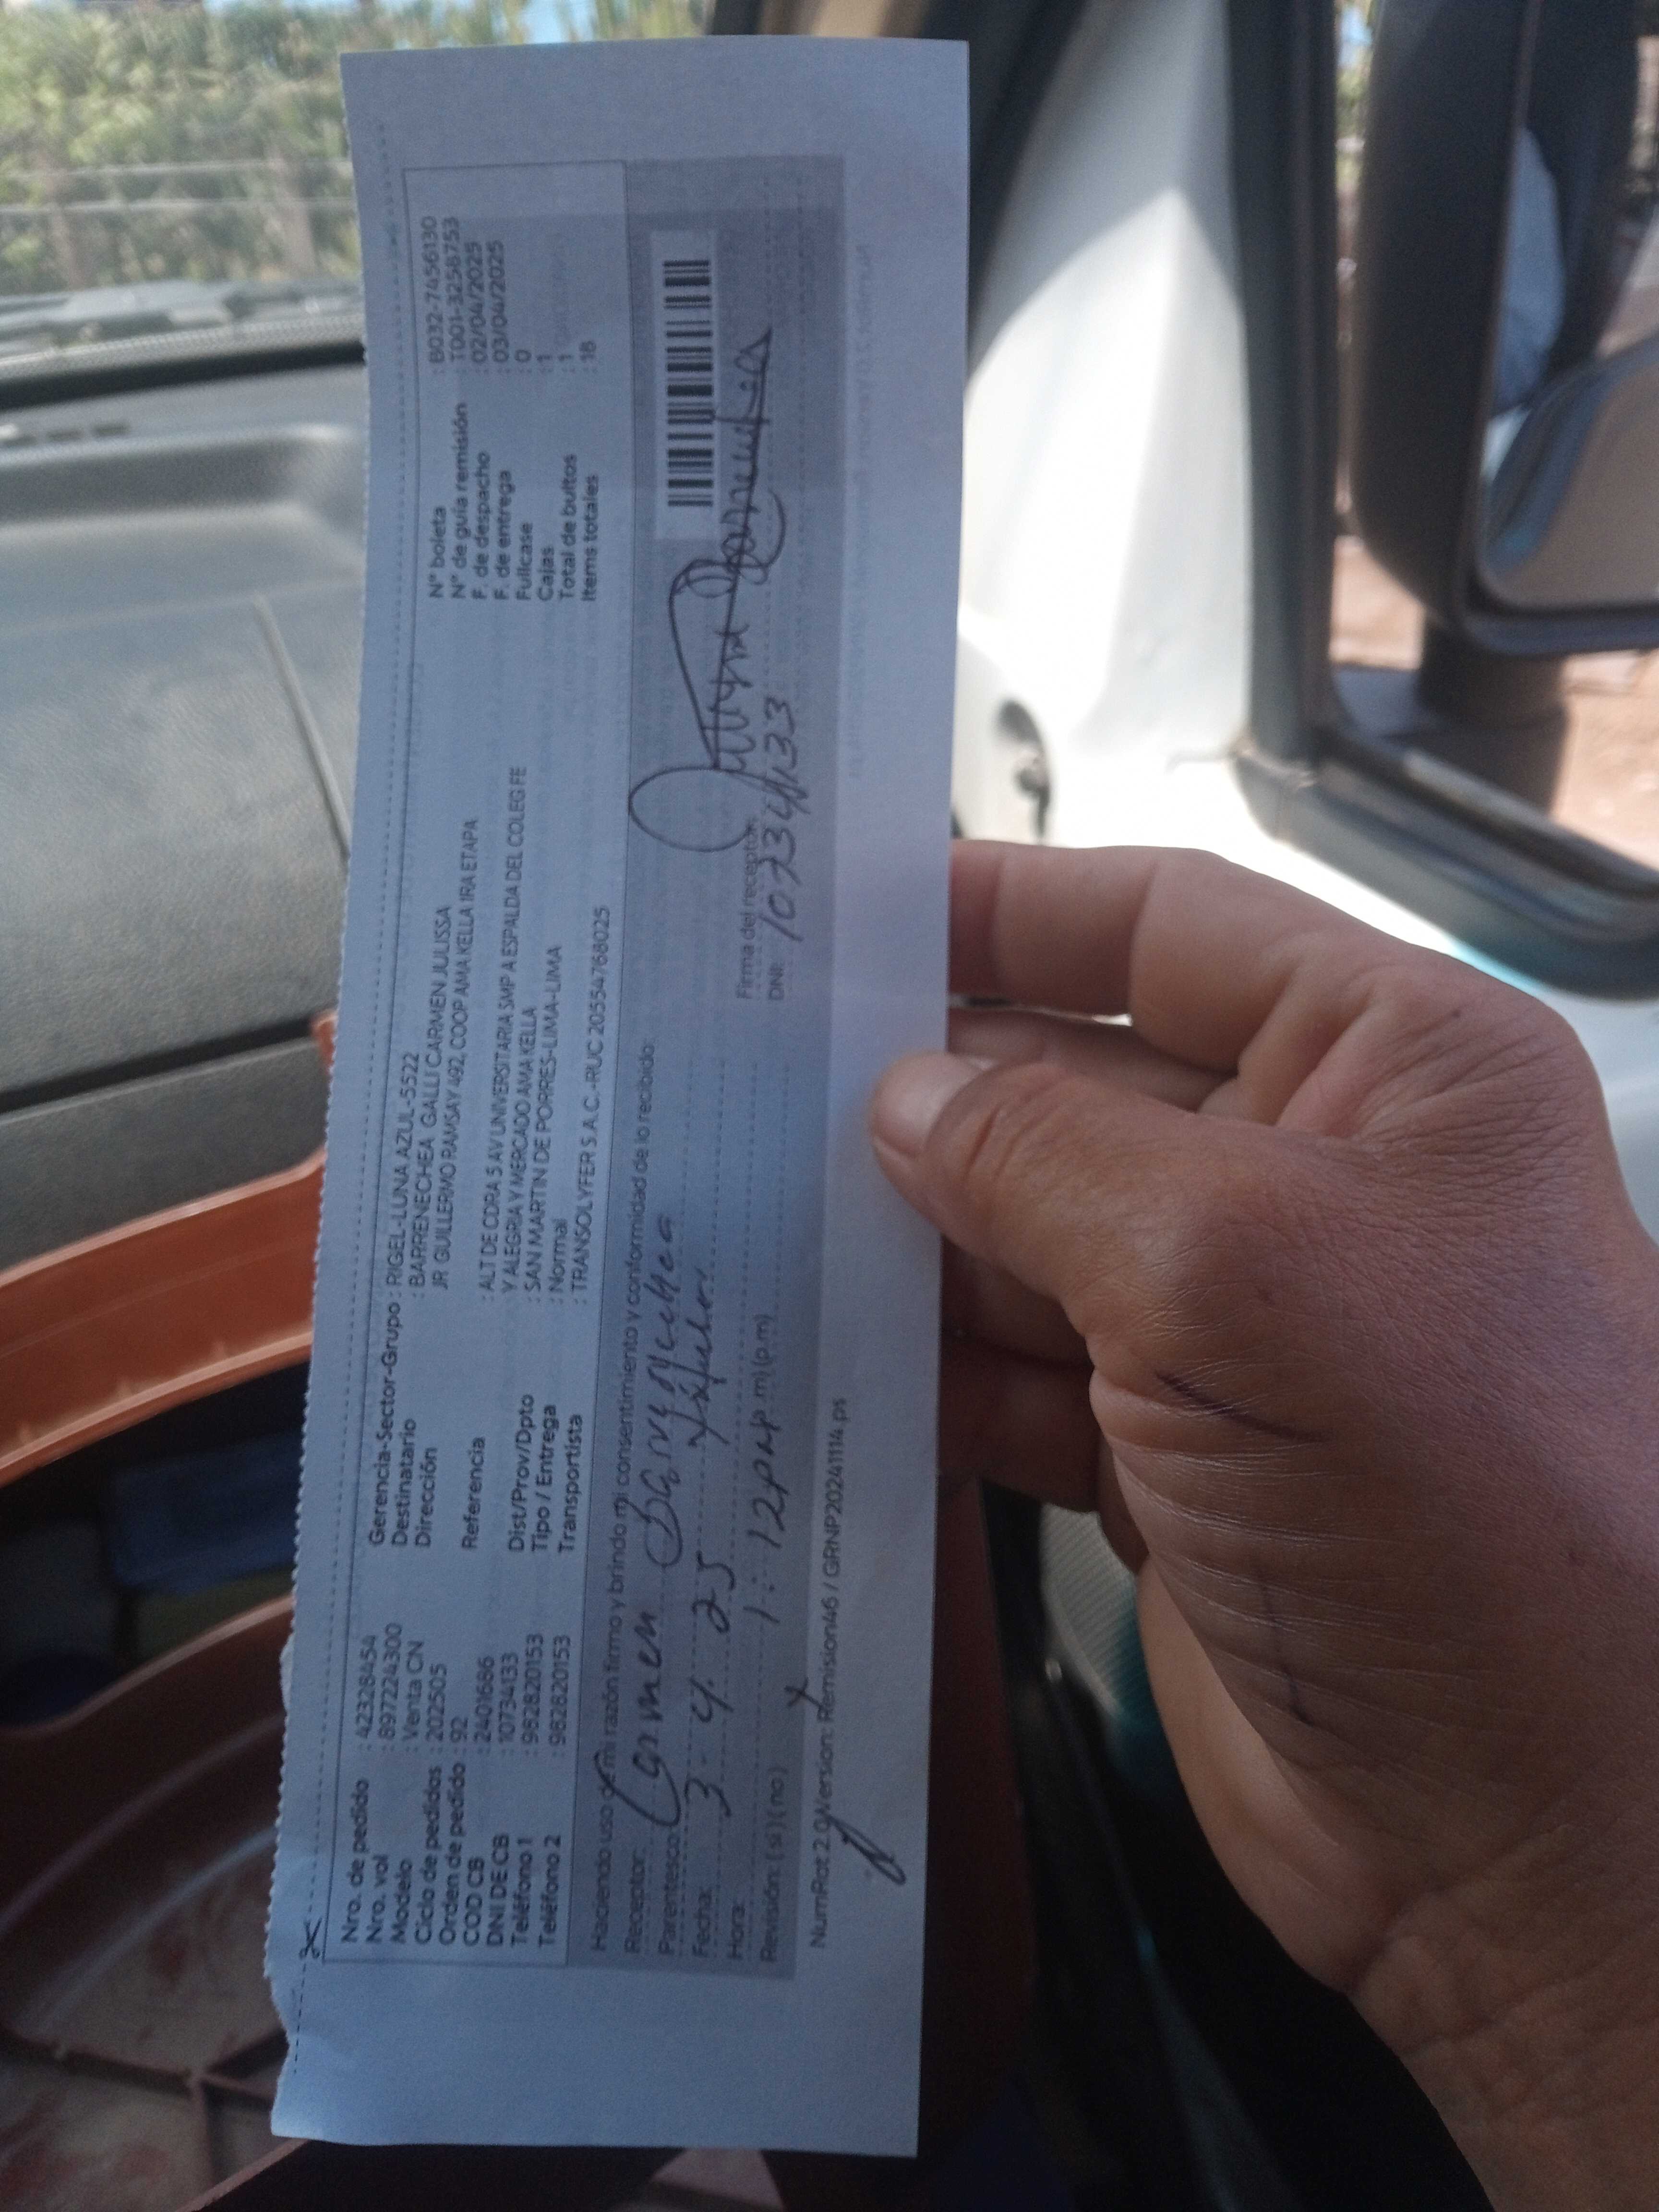 Nro. de pedido : 42328454
Nro. vol : 897224300
Modelo : Venta CN
Ciclo de pedidos : 202505
Orden de pedido : 92
COD CB : 2401686
DNI DE CB : 10734133
Teléfono 1 : 982820153
Teléfono 2 : 982820153
Gerencia-Sector-Grupo : RIGEL-LUNA AZUL-5522
Destinatario : BARRENECHEA GALLI CARMEN JULISSA
Dirección JR GUILLERMO RAMSAY 492, COOP AMA KELLA IRA ETAPA
Referencia : ALT DE CDRA 5 AV UNIVERSITARIA SMP A ESPALDA DEL COLEG FE
Y ALEGRIA Y MERCADO AMA KELLA
Dist/Prov/Dpto : SAN MARTIN DE PORRES-LIMA-LIMA
Tipo / Entrega : Normal
Transportista : TRANSOLYFER S.A.C.-RUC 20554768025
N° boleta : B032-7456130
N° de guía remisión : T001-3258753
F. de despacho : 02/04/2025
F. de entrega : 03/04/2025
Fullcase : 0
Cajas : 1
Total de bultos : 1
Items totales : 18
Haciendo uso de mi razón firmo y brindo mi consentimiento y conformidad de lo recibido:
Receptor: Carmen Barrenechea
Parentesco:
Fecha: 3-4.25
Hora: 1:12pm (p.m)
Revisión: ( si ) ( no )
Firma del receptor:
DNI: 10734133
NumRot 2.0 Version: Remision46 / GRNP20241114.ps